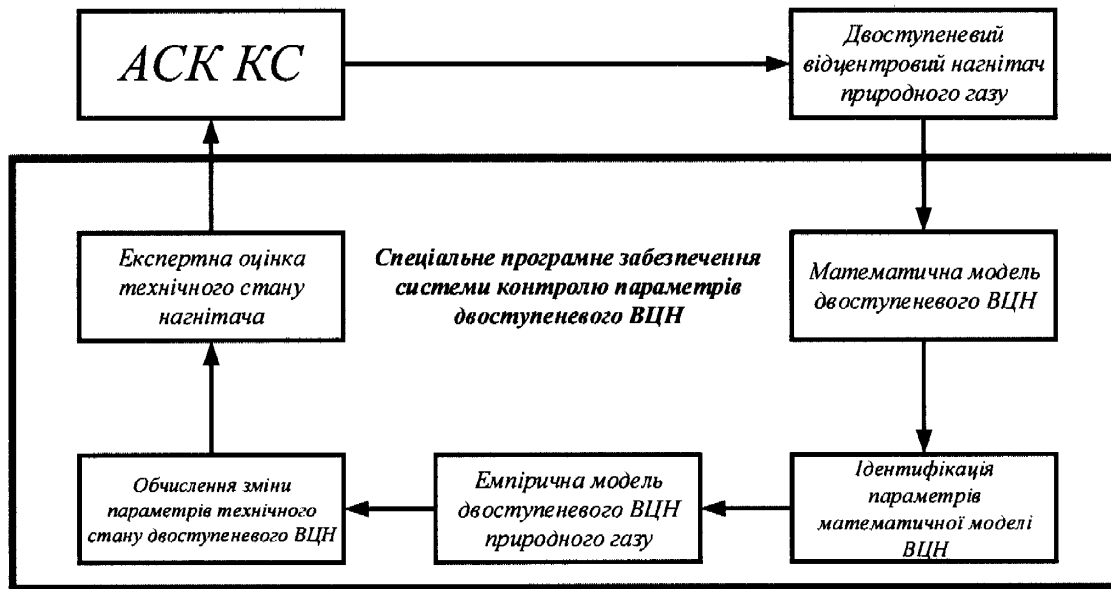 АСК КС
Двоступеневий
відцентровий нагнітач
природного газу
Експертна оцінка
технічного стану
нагнітача
Спеціальне програмне забезпечення
системи контролю параметрів
двоступеневого ВЦН
Математична модель
двоступеневого ВЦН
Обчислення зміни
параметрів технічного
стану двоступеневого ВЦН
Емпірична модель
двоступеневого ВЦН
природного газу
Ідентифікація
параметрів
математичної моделі
ВЦН